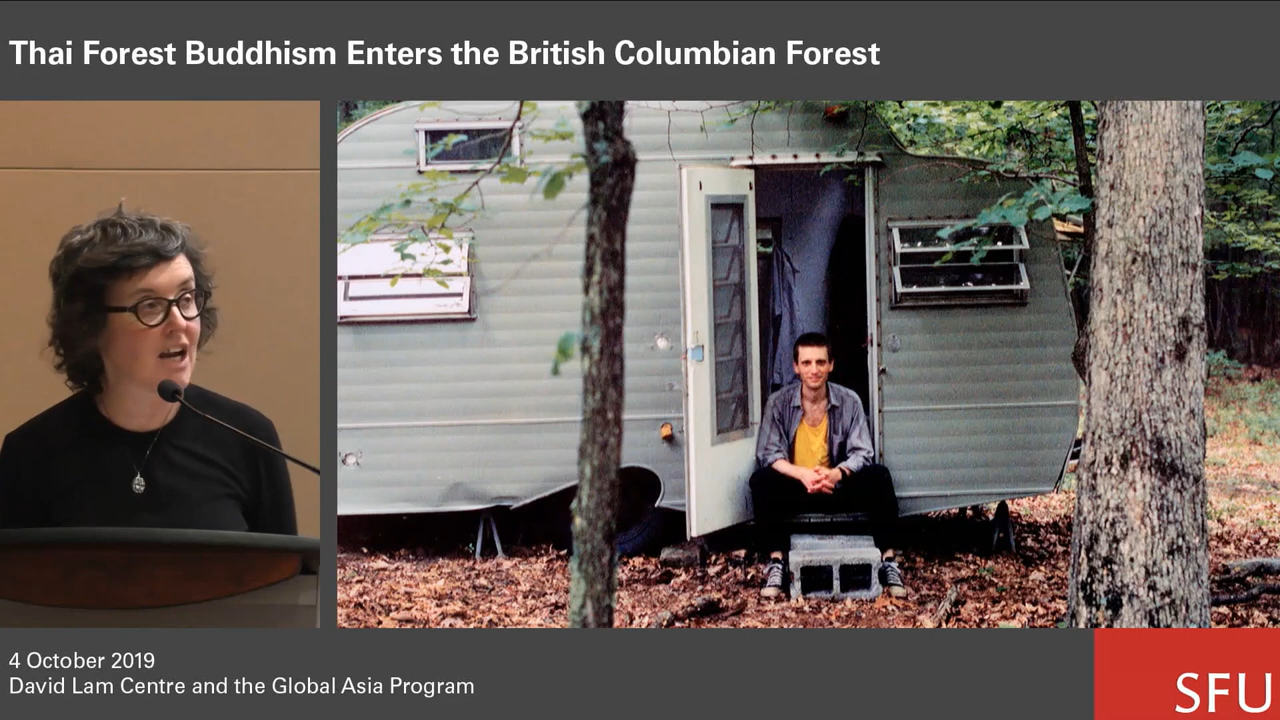 Thai Forest Buddhism Enters the British Columbian Forest
4 October 2019
David Lam Centre and the Global Asia Program
SFU